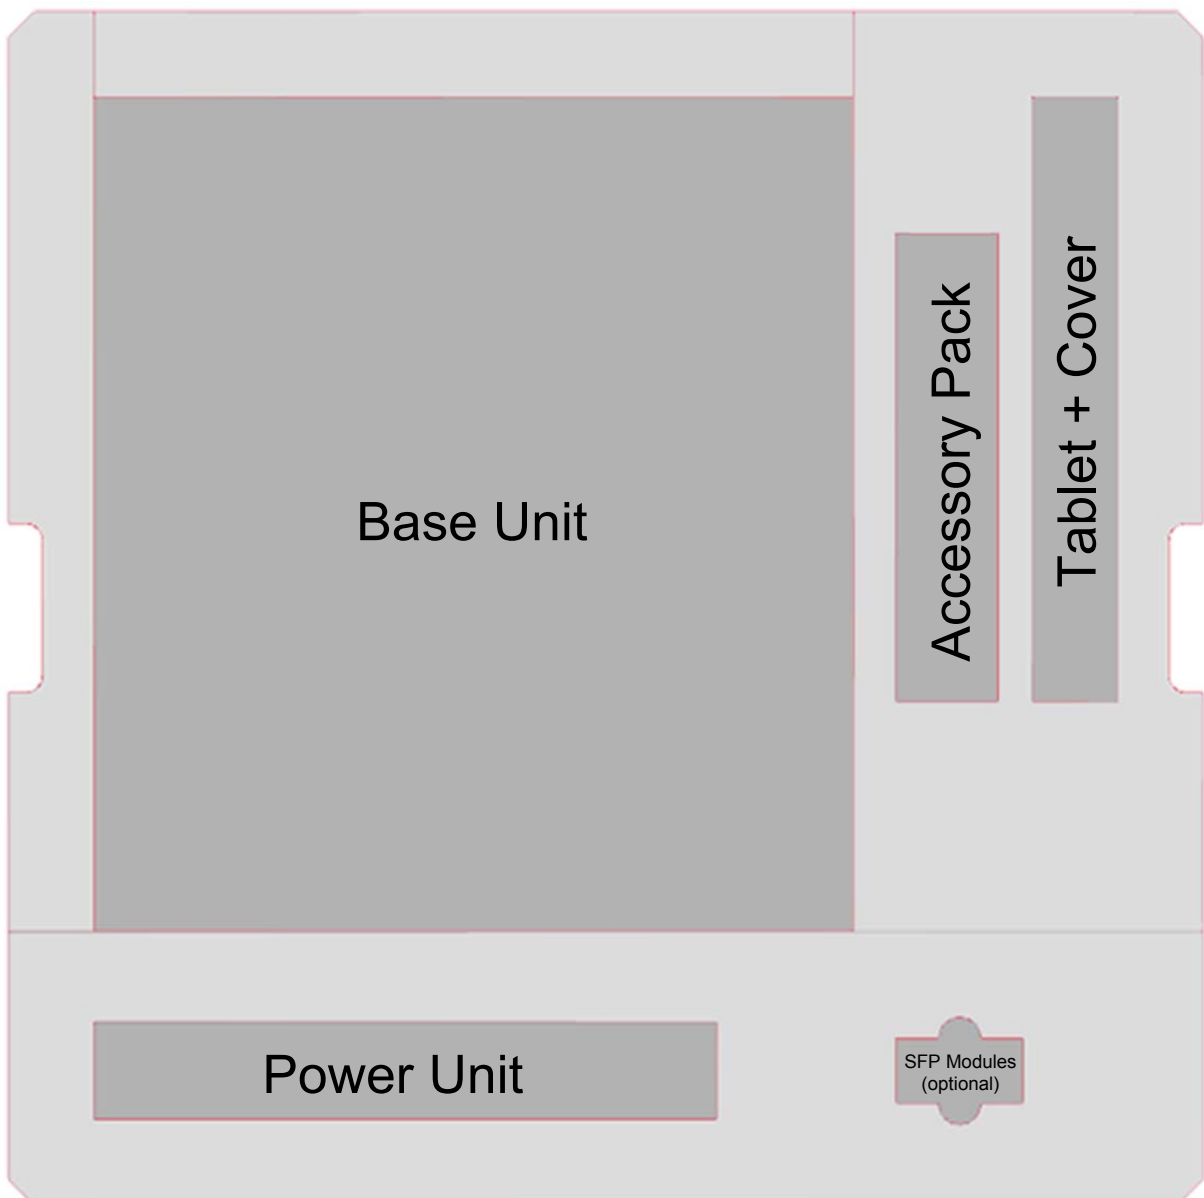 Base Unit
Accessory Pack
Tablet + Cover
Power Unit
SFP Modules
(optional)